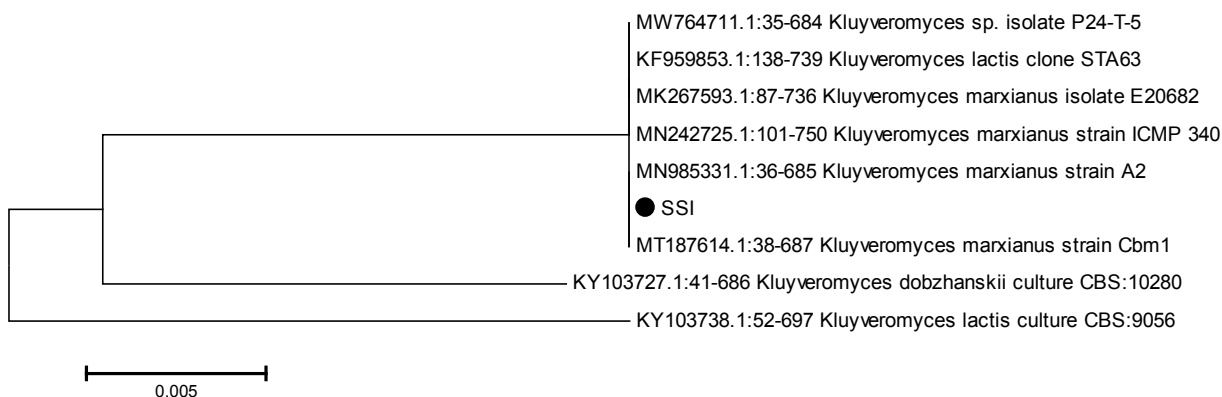 MW764711.1:35-684 Kluyveromyces sp. isolate P24-T-5
KF959853.1:138-739 Kluyveromyces lactis clone STA63
MK267593.1:87-736 Kluyveromyces marxianus isolate E20682
MN242725.1:101-750 Kluyveromyces marxianus strain ICMP 340
MN985331.1:36-685 Kluyveromyces marxianus strain A2
SSI
MT187614.1:38-687 Kluyveromyces marxianus strain Cbm1
KY103727.1:41-686 Kluyveromyces dobzhanskii culture CBS:10280
KY103738.1:52-697 Kluyveromyces lactis culture CBS:9056
0.005